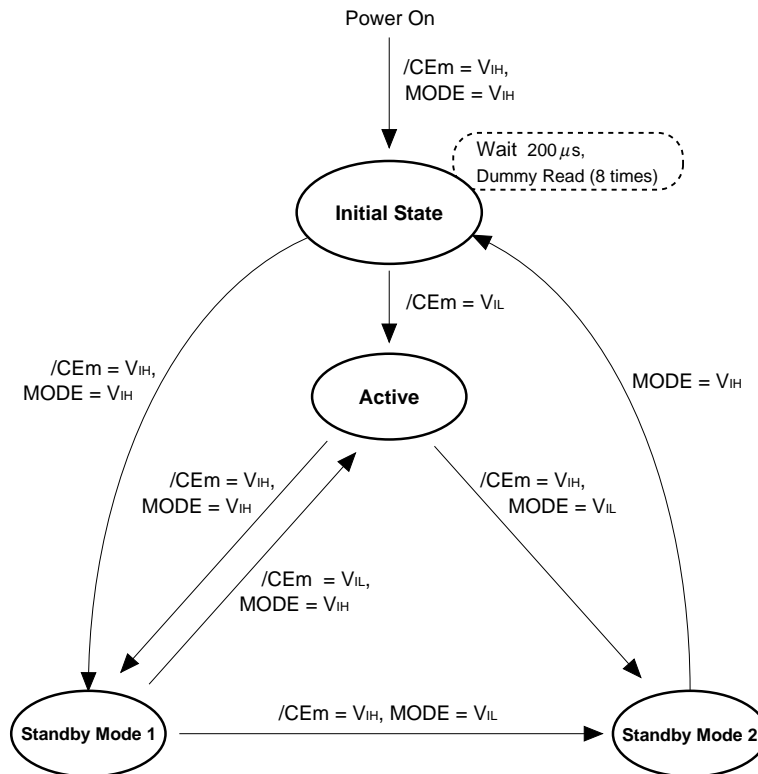 Power On
/CEm = VIH,
MODE = VIH
Wait 200 μs,
Dummy Read (8 times)
Initial State
/CEm = VIL
/CEm = VIH,
MODE = VIH
MODE = VIH
Active
/CEm = VIH,
MODE = VIH
/CEm = VIH,
MODE = VIL
/CEm = VIL,
MODE = VIH
Standby Mode 1
/CEm = VIH, MODE = VIL
Standby Mode 2